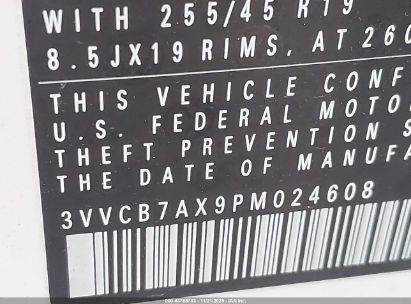 WITH 255/45 R19
8.5JX19 RIMS, AT 260
THIS VEHICLE CONF
U.S. FEDERAL MOTO
THEFT PREVENTION S
THE DATE OF MANUFA
3VVCB7AX9PM024608